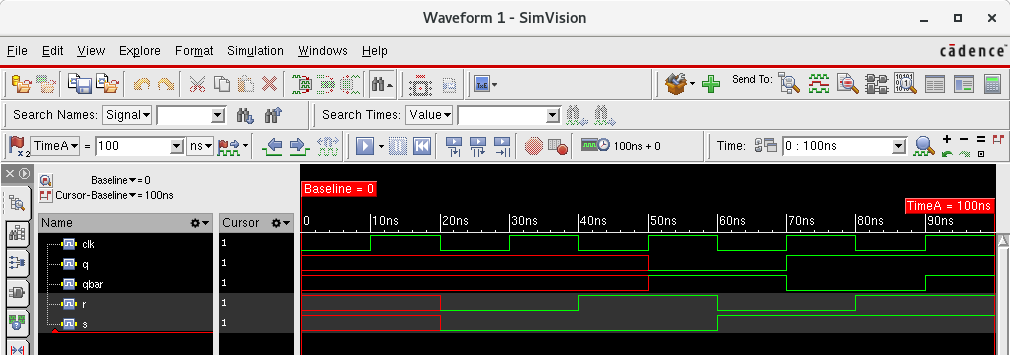 Waveform 1 - SimVision
File Edit View Explore Format Simulation Windows Help
cādence
Send To:
Search Names: Signal Search Times: Value
x2 TimeA = 100 ns 100ns + 0 Time: 0 : 100ns
Baseline = 0
Cursor-Baseline = 100ns
Baseline = 0
TimeA = 100ns
Name Cursor 0 10ns 20ns 30ns 40ns 50ns 60ns 70ns 80ns 90ns
clk 1
q 1
qbar 1
r 1
s 1